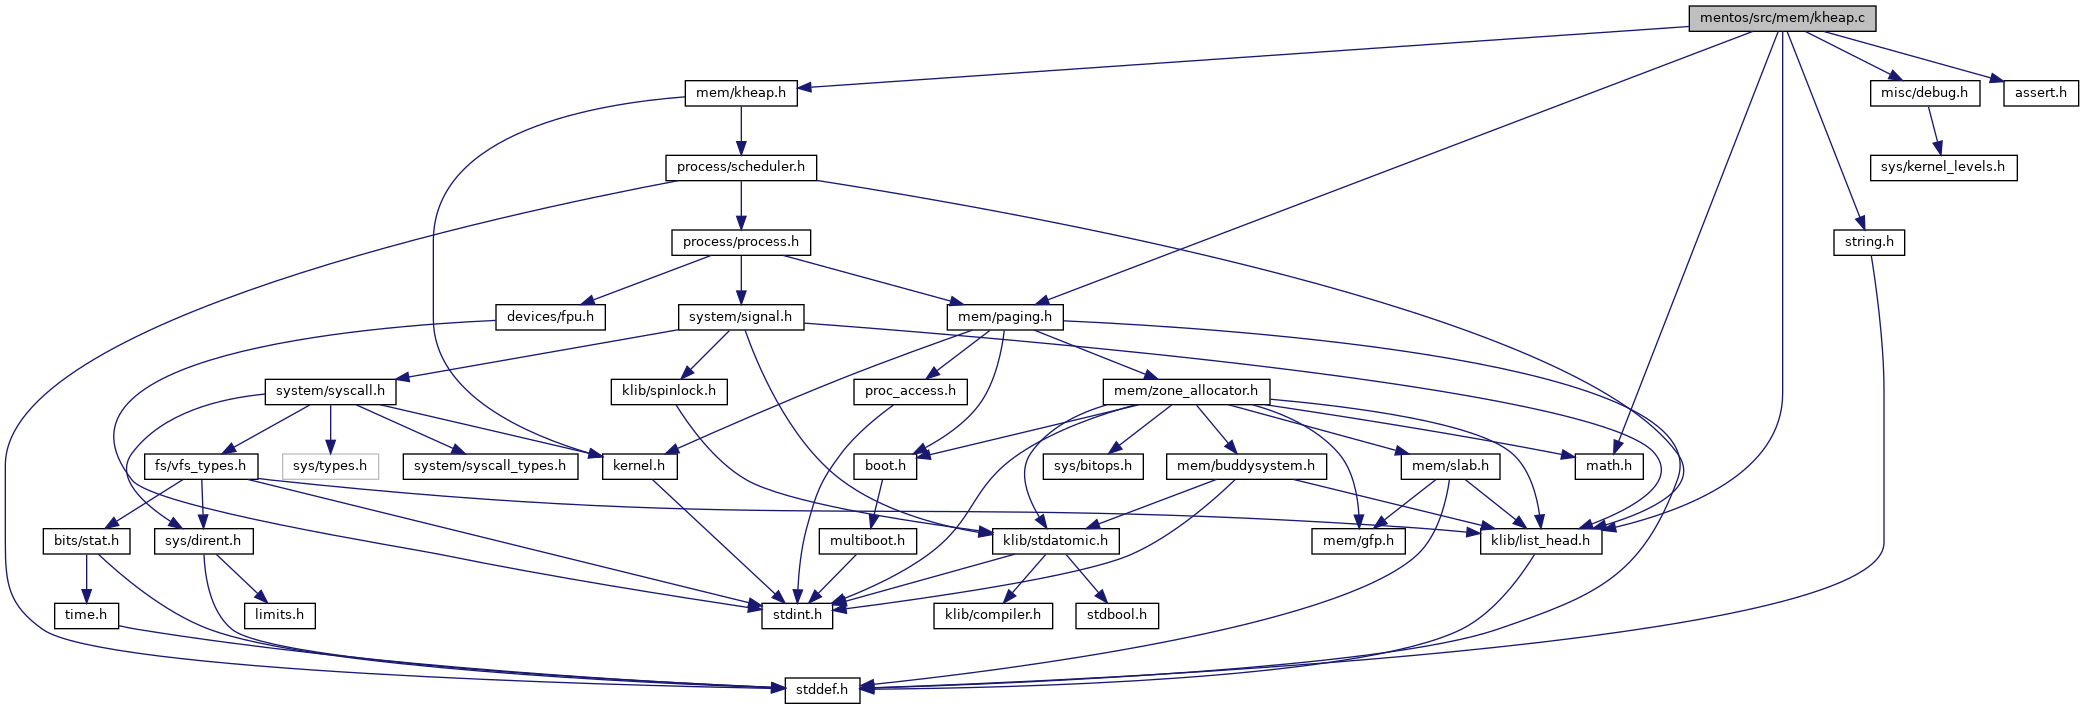 mentos/src/mem/kheap.c
mem/kheap.h
misc/debug.h
assert.h
process/scheduler.h
sys/kernel_levels.h
process/process.h
string.h
devices/fpu.h
system/signal.h
mem/paging.h
system/syscall.h
klib/spinlock.h
proc_access.h
mem/zone_allocator.h
fs/vfs_types.h
sys/types.h
system/syscall_types.h
kernel.h
boot.h
sys/bitops.h
mem/buddysystem.h
mem/slab.h
math.h
bits/stat.h
sys/dirent.h
multiboot.h
klib/stdatomic.h
mem/gfp.h
klib/list_head.h
time.h
limits.h
stdint.h
klib/compiler.h
stdbool.h
stddef.h